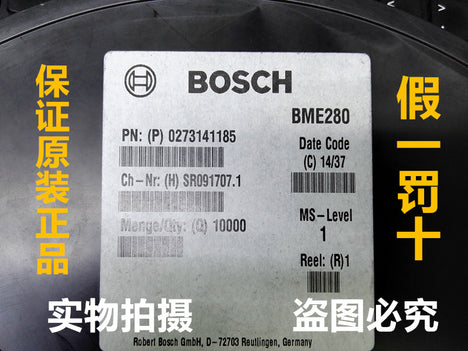 BOSCH
BME280
PN: (P) 0273141185
Date Code
(C) 14/37
Ch-Nr: (H) SR091707.1
MS-Level
1
Menge/Qty: (Q) 10000
Reel: (R)1
Robert Bosch GmbH, D-72703 Reutlingen, Germany
保证原装正品
假一罚十
实物拍摄
盗图必究